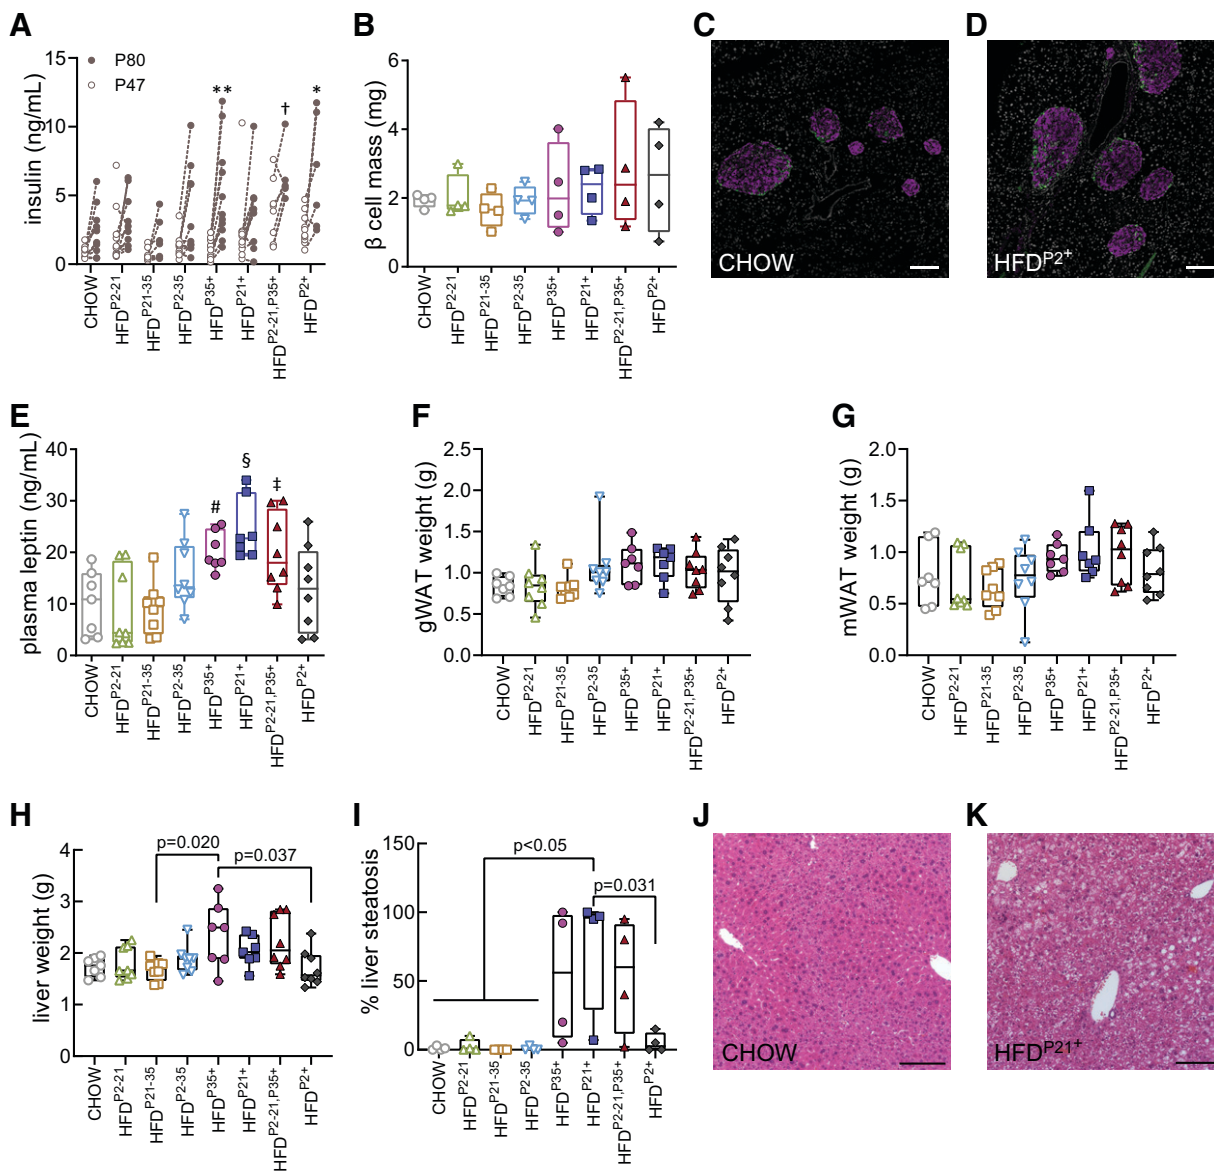 A
insulin (ng/mL)
15
10
5
0
P80
P47
**
†
*
CHOW
HFDP2-21
HFDP21-35
HFDP2-35
HFDP35+
HFDP21+
HFDP2-21,P35+
HFDP2+
B
β cell mass (mg)
6
4
2
0
CHOW
HFDP2-21
HFDP21-35
HFDP2-35
HFDP35+
HFDP21+
HFDP2-21,P35+
HFDP2+
C
CHOW
D
HFDP2+
E
plasma leptin (ng/mL)
40
30
20
10
0
#
§
‡
CHOW
HFDP2-21
HFDP21-35
HFDP2-35
HFDP35+
HFDP21+
HFDP2-21,P35+
HFDP2+
F
gWAT weight (g)
2.5
2.0
1.5
1.0
0.5
0.0
CHOW
HFDP2-21
HFDP21-35
HFDP2-35
HFDP35+
HFDP21+
HFDP2-21,P35+
HFDP2+
G
mWAT weight (g)
2.0
1.5
1.0
0.5
0.0
CHOW
HFDP2-21
HFDP21-35
HFDP2-35
HFDP35+
HFDP21+
HFDP2-21,P35+
HFDP2+
H
liver weight (g)
4
3
2
1
0
p=0.020
p=0.037
CHOW
HFDP2-21
HFDP21-35
HFDP2-35
HFDP35+
HFDP21+
HFDP2-21,P35+
HFDP2+
I
% liver steatosis
150
100
50
0
p<0.05
p=0.031
CHOW
HFDP2-21
HFDP21-35
HFDP2-35
HFDP35+
HFDP21+
HFDP2-21,P35+
HFDP2+
J
CHOW
K
HFDP21+